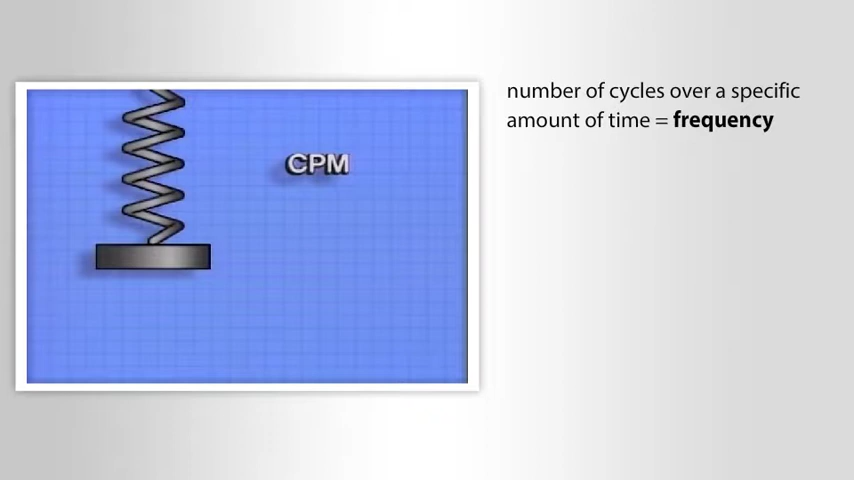 CPM
number of cycles over a specific
amount of time = frequency